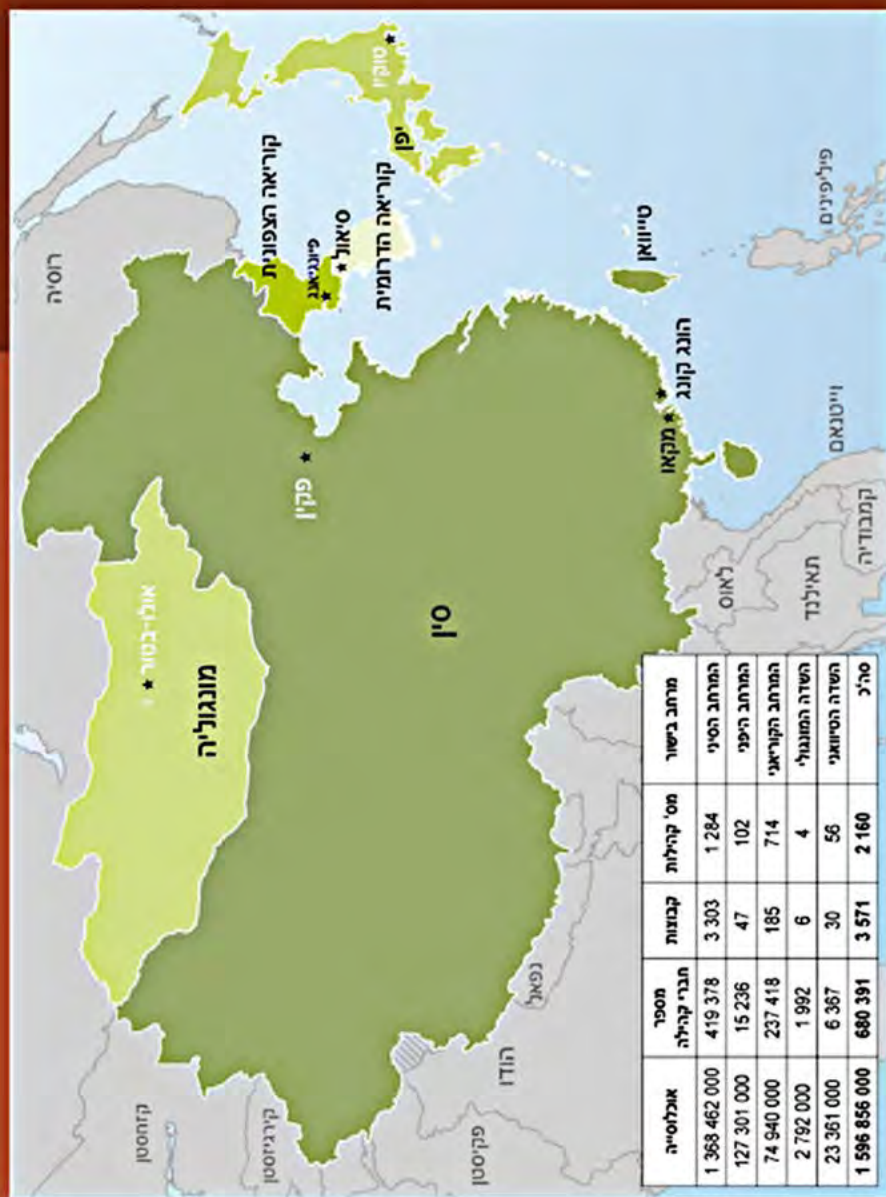 רוסיה
קזחסטן
קירגיזסטן
פקיסטן
הודו
נפאל
מונגוליה
אולן-בטור
סין
פקין
קוריאה הצפונית
פיונגיאנג
סיאול
קוריאה הדרומית
יפן
טוקיו
טייוואן
הונג קונג
מקאו
לאוס
תאילנד
קמבודיה
וייטנאם
פיליפינים
מרחב בישור | מס' קהילות | קבוצות | מספר חברי קהילה | אוכלוסייה
המרחב הסיני | 1 284 | 3 303 | 419 378 | 1 368 462 000
המרחב היפני | 102 | 47 | 15 236 | 127 301 000
המרחב הקוריאני | 714 | 185 | 237 418 | 74 940 000
השדה המונגולי | 4 | 6 | 1 992 | 2 792 000
השדה הטיוואני | 56 | 30 | 6 367 | 23 361 000
סה"כ | 2 160 | 3 571 | 680 391 | 1 596 856 000